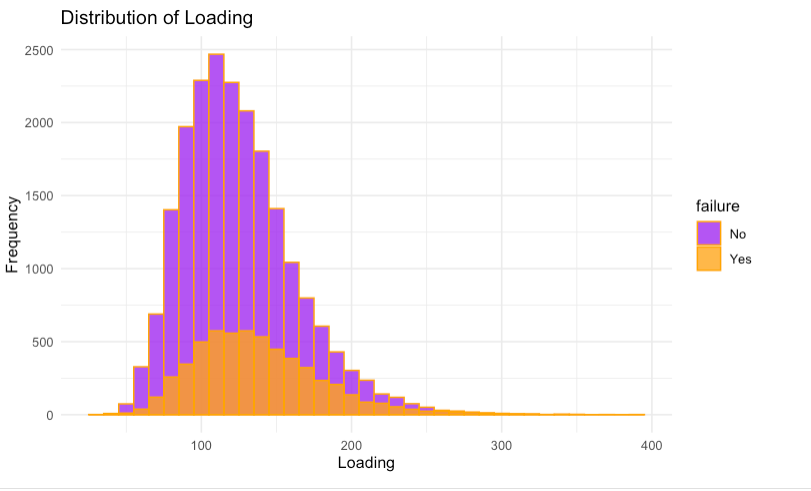 Distribution of Loading
2500
2000
1500
1000
500
0
Frequency
100 200 300 400
Loading
failure
No
Yes